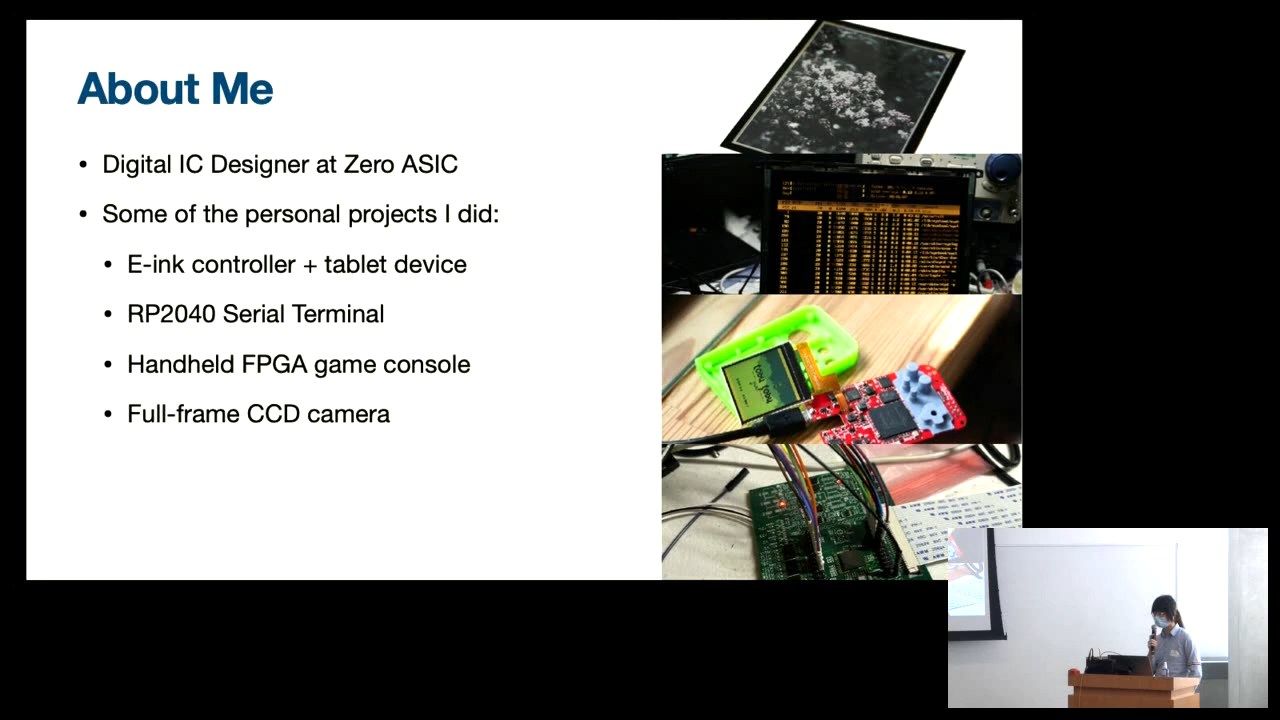 About Me
• Digital IC Designer at Zero ASIC
• Some of the personal projects I did:
• E-ink controller + tablet device
• RP2040 Serial Terminal
• Handheld FPGA game console
• Full-frame CCD camera